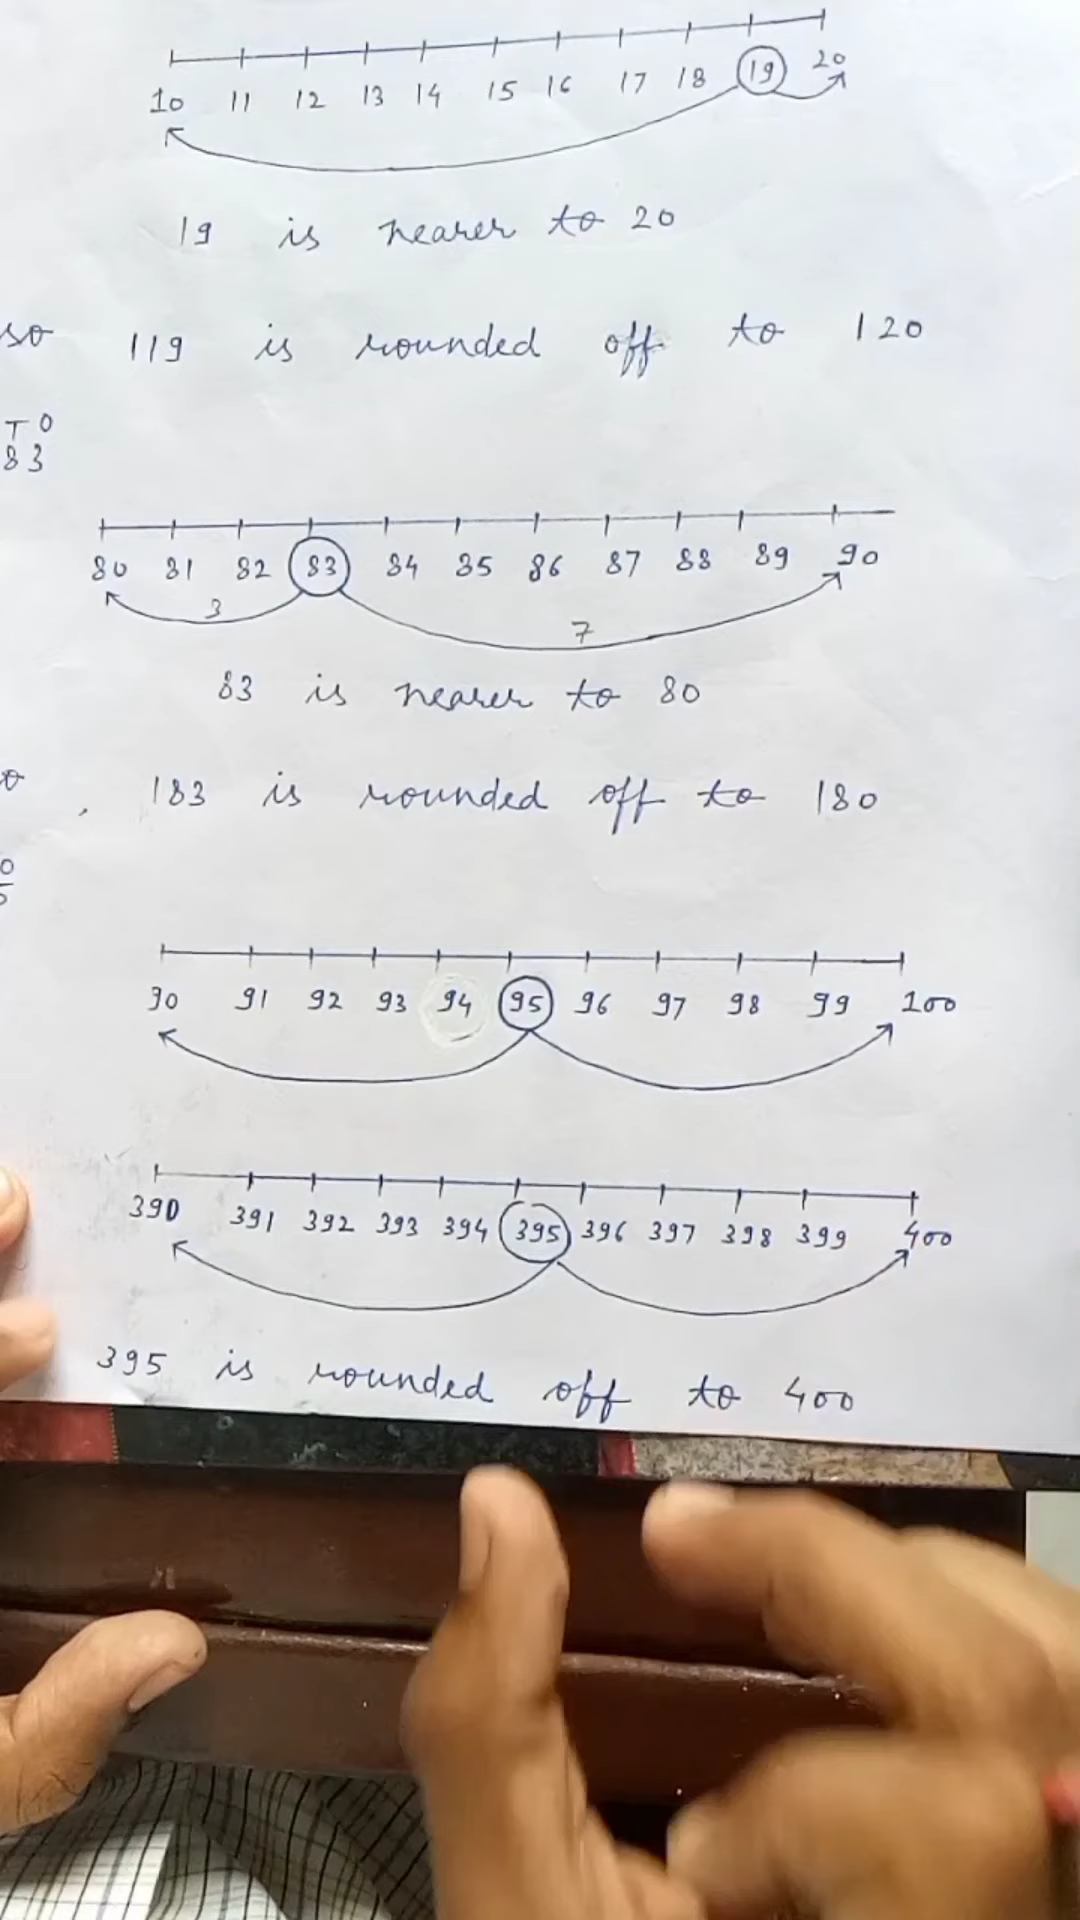 10 11 12 13 14 15 16 17 18 19 20
19 is nearer to 20
so 119 is rounded off to 120
T O
83
80 81 82 83 84 85 86 87 88 89 90
3 7
83 is nearer to 80
183 is rounded off to 180
90 91 92 93 94 95 96 97 98 99 100
390 391 392 393 394 395 396 397 398 399 400
395 is rounded off to 400